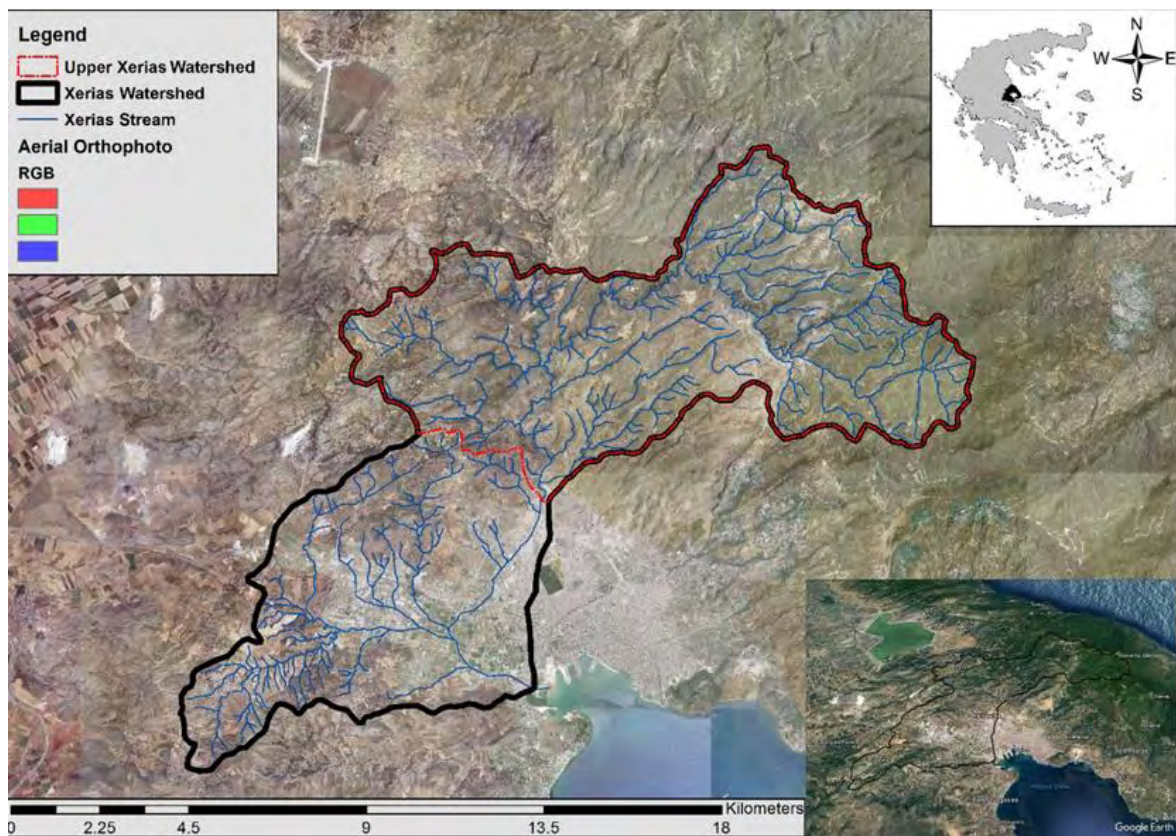 Legend
Upper Xerias Watershed
Xerias Watershed
Xerias Stream
Aerial Orthophoto
RGB
N
W E
S
Kilometers
0 2.25 4.5 9 13.5 18
Google Earth